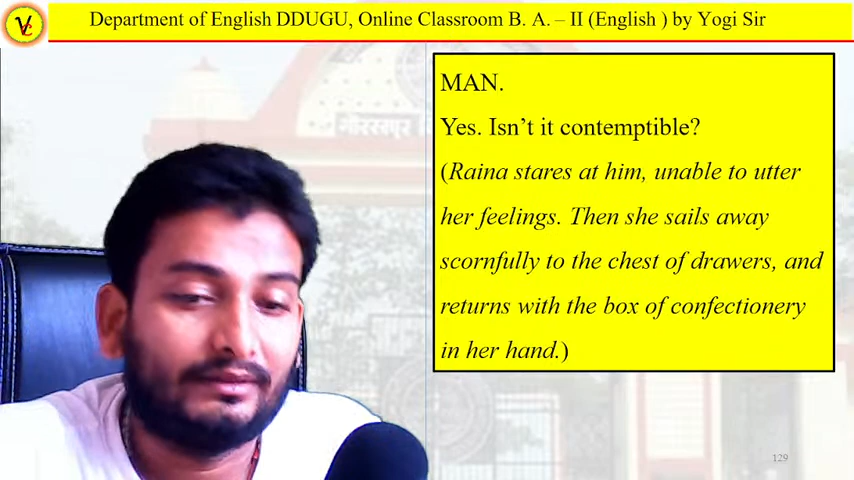 Department of English DDUGU, Online Classroom B. A. – II (English ) by Yogi Sir
MAN.
Yes. Isn’t it contemptible?
(Raina stares at him, unable to utter
her feelings. Then she sails away
scornfully to the chest of drawers, and
returns with the box of confectionery
in her hand.)
129